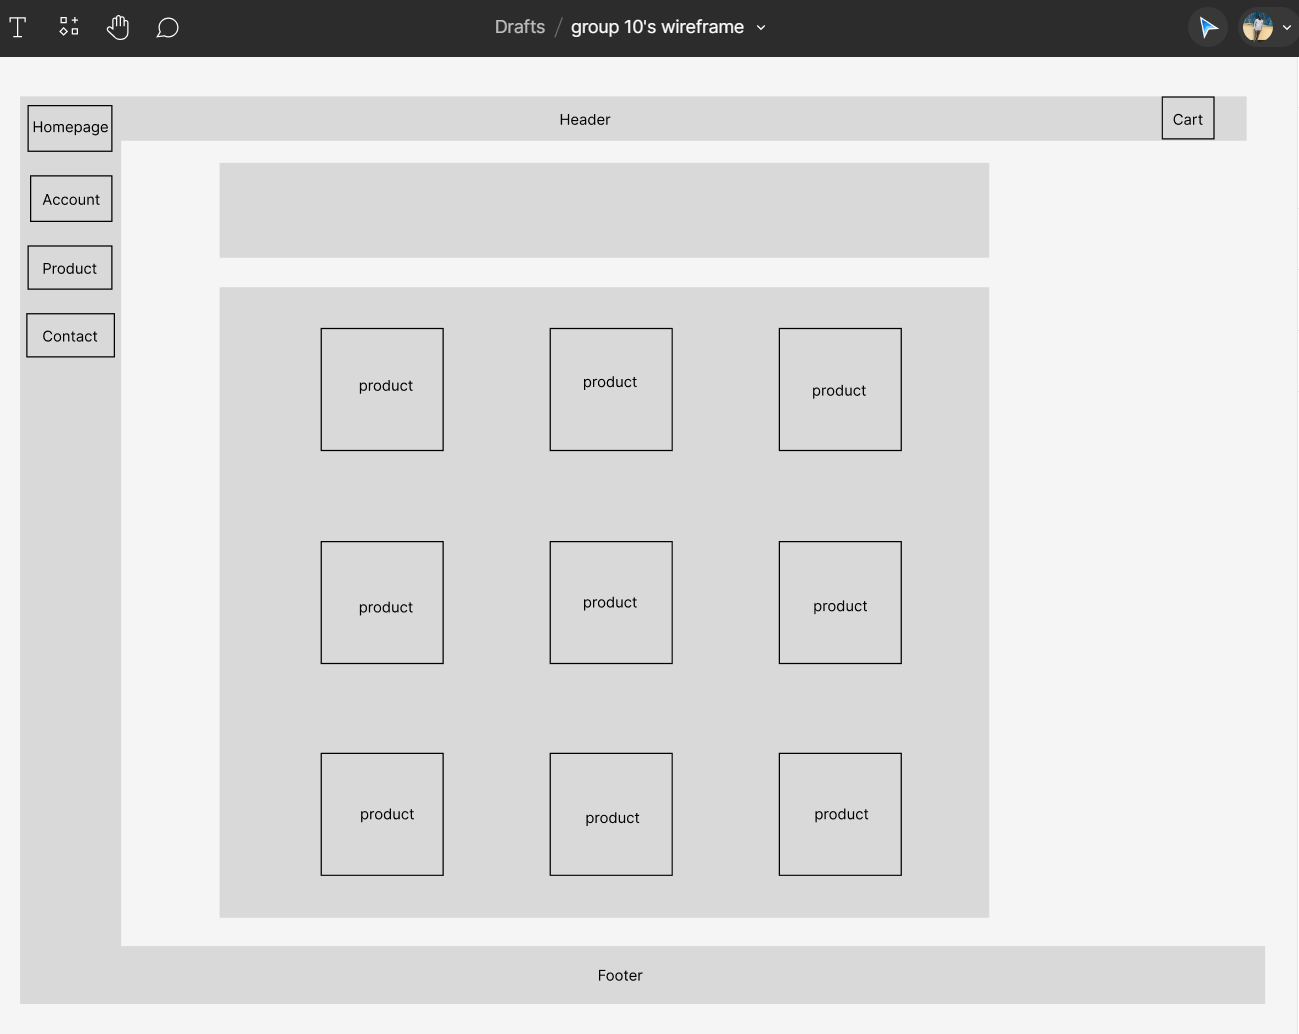 Drafts / group 10's wireframe
Homepage
Header
Cart
Account
Product
Contact
product product product
product product product
product product product
Footer